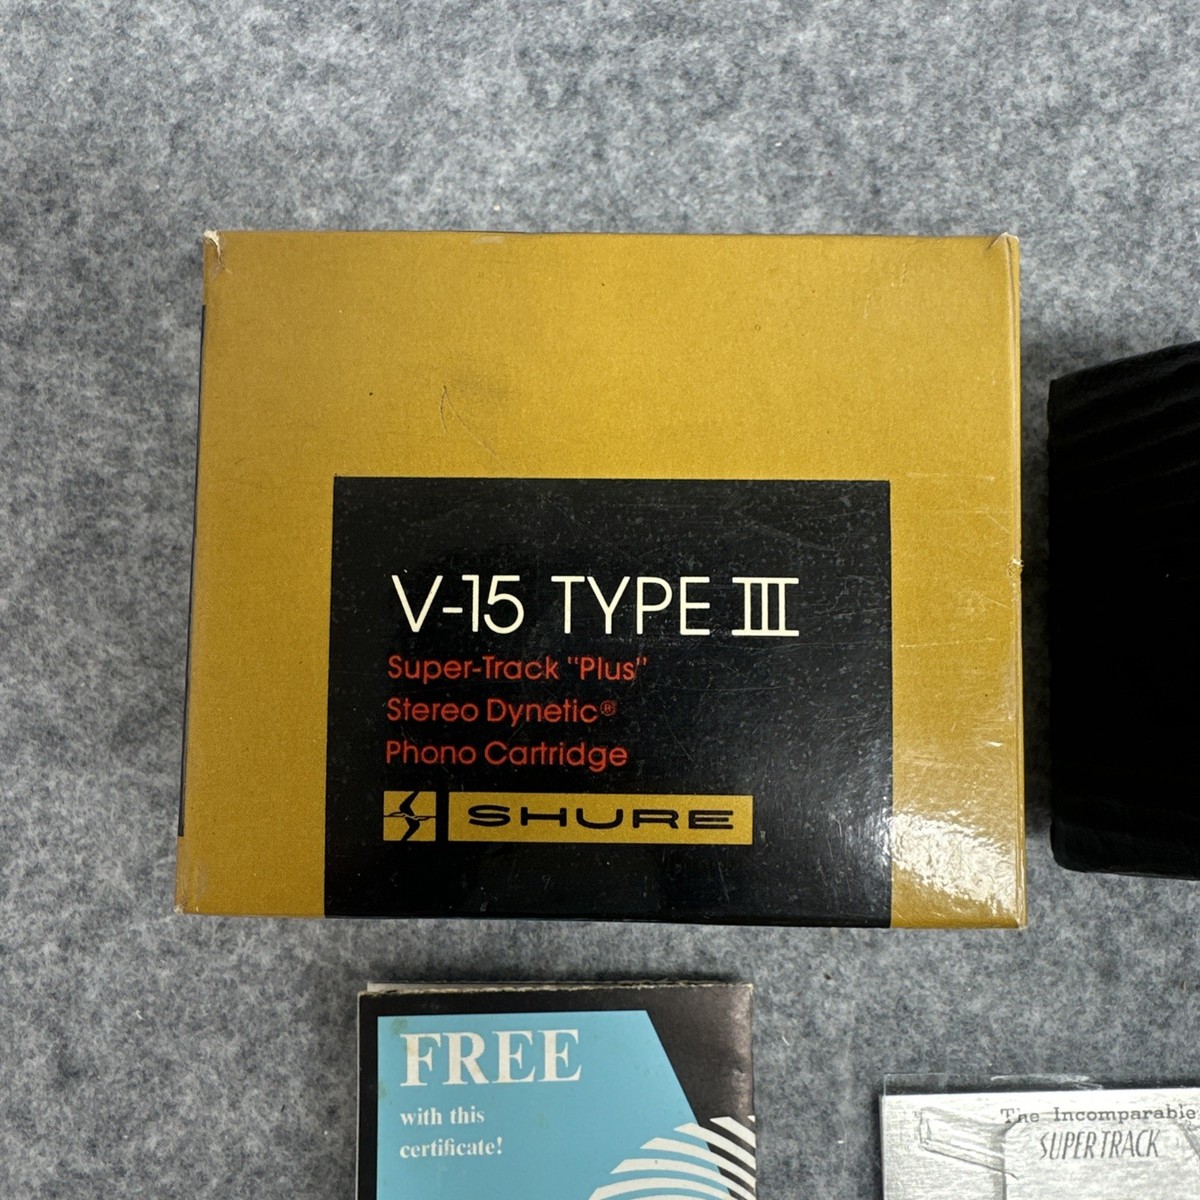 V-15 TYPE III
Super-Track "Plus"
Stereo Dynetic®
Phono Cartridge
SHURE
FREE
with this
certificate!
The Incomparable
SUPER TRACK